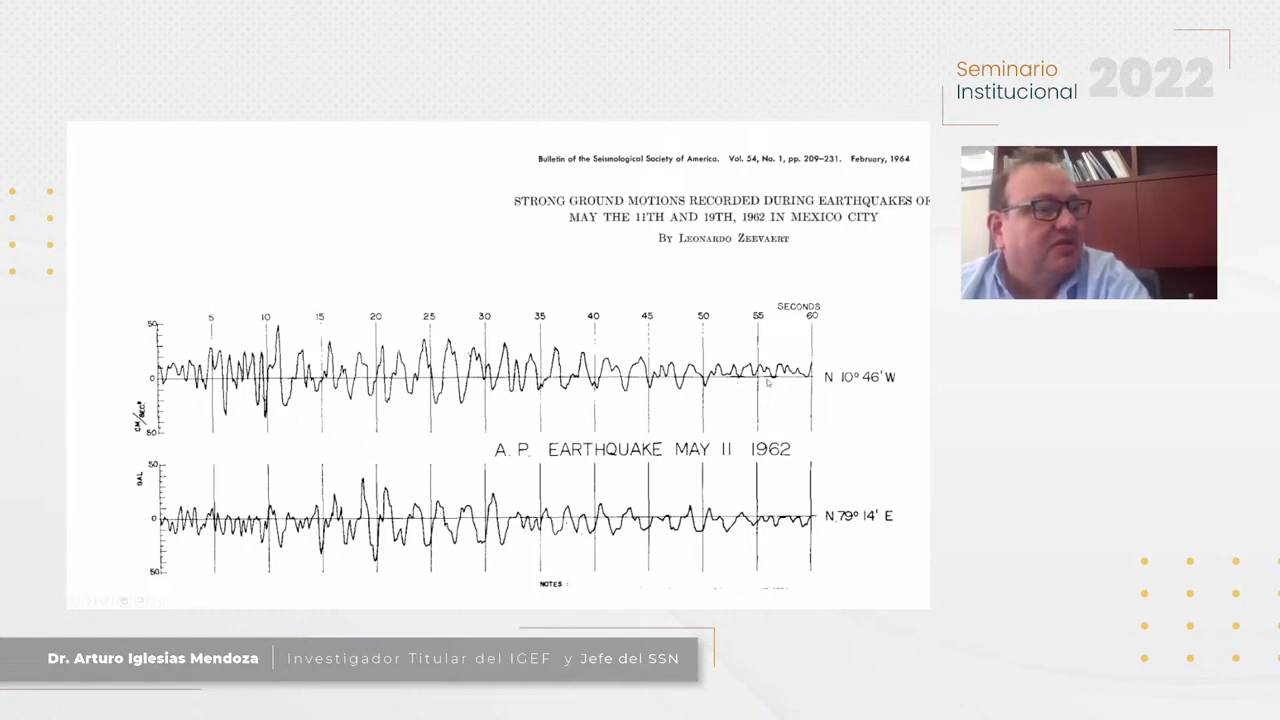 Seminario
Institucional
2022
Bulletin of the Seismological Society of America. Vol. 54, No. 1, pp. 209–231. February, 1964
STRONG GROUND MOTIONS RECORDED DURING EARTHQUAKES OF
MAY THE 11TH AND 19TH, 1962 IN MEXICO CITY
By Leonardo Zeevaert
SECONDS
5 10 15 20 25 30 35 40 45 50 55 60
50
0
50
CM/SEC²
N 10° 46' W
A. P. EARTHQUAKE MAY 11 1962
50
0
50
GAL
N 79° 14' E
NOTES :
Dr. Arturo Iglesias Mendoza
Investigador Titular del IGEF y Jefe del SSN